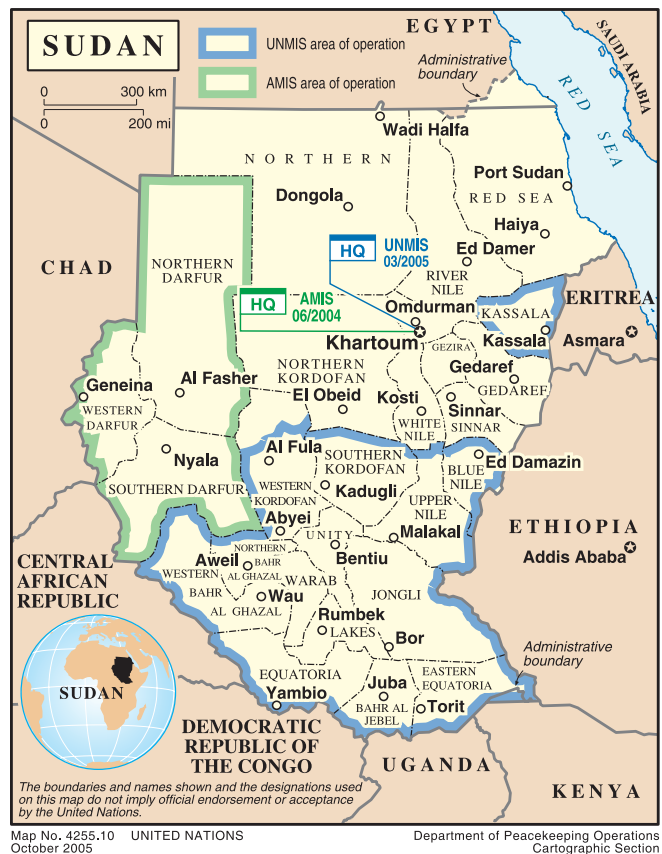 SUDAN
UNMIS area of operation
AMIS area of operation
0 300 km
0 200 mi
EGYPT
Administrative
boundary
SAUDI ARABIA
RED SEA
Wadi Halfa
NORTHERN
Port Sudan
RED SEA
Dongola
Haiya
HQ UNMIS
03/2005
Ed Damer
CHAD
NORTHERN
DARFUR
RIVER
NILE
HQ AMIS
06/2004
Omdurman
ERITREA
KASSALA
Khartoum
GEZIRA
Kassala
Asmara
NORTHERN
KORDOFAN
Gedaref
GEDAREF
Geneina
Al Fasher
El Obeid
Kosti
Sinnar
WESTERN
DARFUR
WHITE
NILE
SINNAR
Nyala
Al Fula
SOUTHERN
KORDOFAN
Ed Damazin
BLUE
NILE
SOUTHERN DARFUR
WESTERN
KORDOFAN
Kadugli
UPPER
NILE
Abyei
UNITY
Malakal
ETHIOPIA
Addis Ababa
CENTRAL
AFRICAN
REPUBLIC
Aweil
NORTHERN
BAHR
AL GHAZAL
Bentiu
WESTERN
BAHR
AL GHAZAL
WARAB
Wau
JONGLI
Rumbek
LAKES
Bor
Administrative
boundary
SUDAN
EQUATORIA
Yambio
Juba
BAHR AL
JEBEL
EASTERN
EQUATORIA
Torit
DEMOCRATIC
REPUBLIC OF
THE CONGO
UGANDA
KENYA
The boundaries and names shown and the designations used
on this map do not imply official endorsement or acceptance
by the United Nations.
Map No. 4255.10 UNITED NATIONS
October 2005
Department of Peacekeeping Operations
Cartographic Section